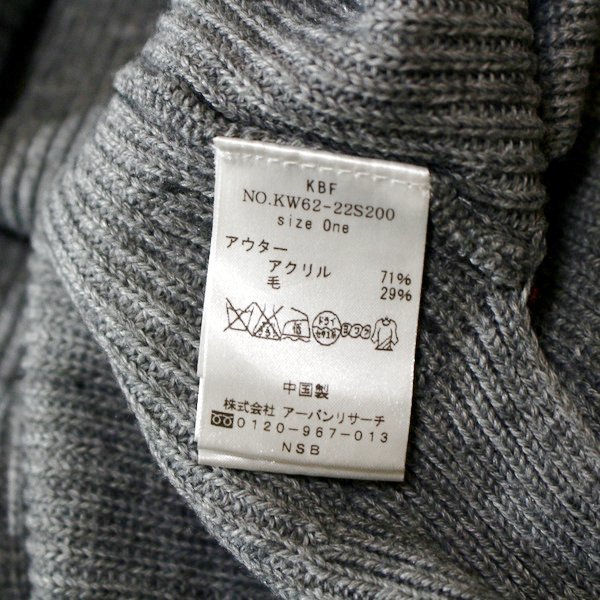 KBF
NO.KW62-22S200
size One
アウター
アクリル 71%
毛 29%
中国製
株式会社 アーバンリサーチ
0120-967-013
NSB